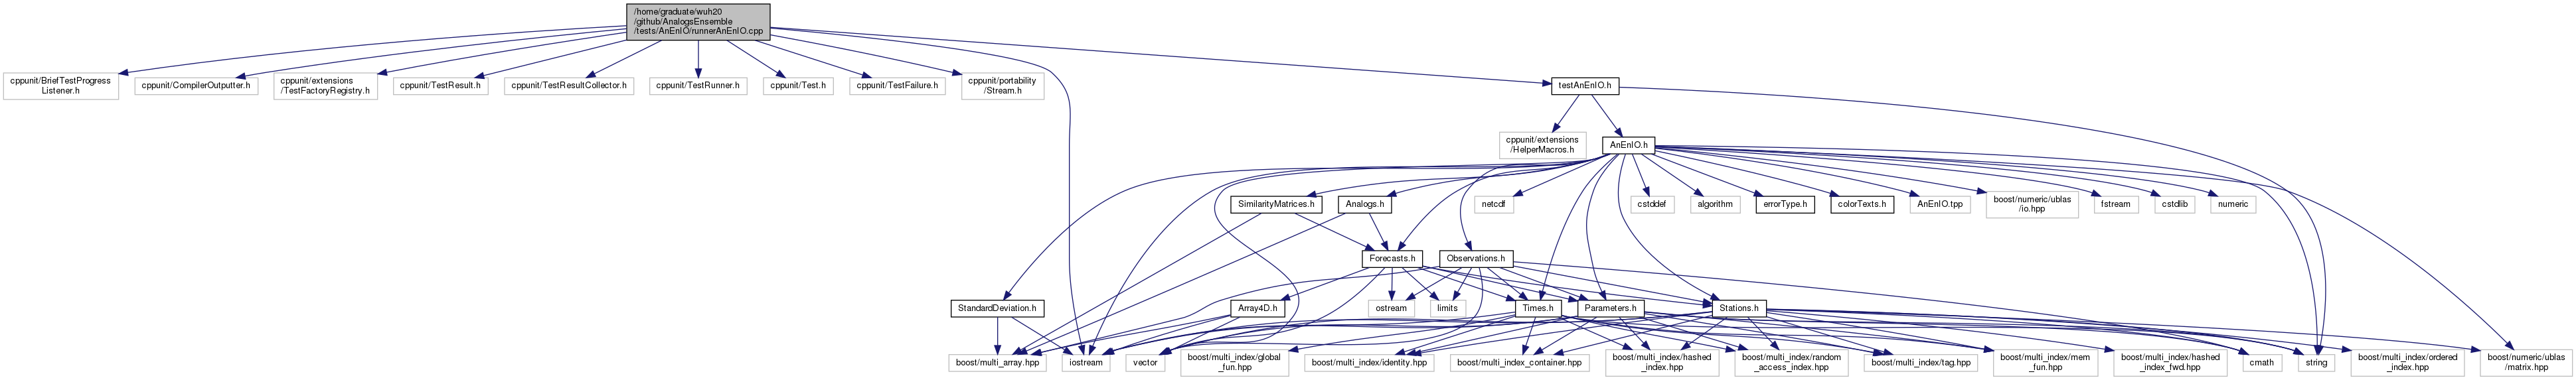 /home/graduate/wuh20
/github/AnalogsEnsemble
/tests/AnEnIO/runnerAnEnIO.cpp
cppunit/BriefTestProgress
Listener.h
cppunit/CompilerOutputter.h
cppunit/extensions
/TestFactoryRegistry.h
cppunit/TestResult.h
cppunit/TestResultCollector.h
cppunit/TestRunner.h
cppunit/Test.h
cppunit/TestFailure.h
cppunit/portability
/Stream.h
testAnEnIO.h
cppunit/extensions
/HelperMacros.h
AnEnIO.h
SimilarityMatrices.h
Analogs.h
netcdf
cstddef
algorithm
errorType.h
colorTexts.h
AnEnIO.tpp
boost/numeric/ublas
/io.hpp
fstream
cstdlib
numeric
Forecasts.h
Observations.h
StandardDeviation.h
Array4D.h
ostream
limits
Times.h
Parameters.h
Stations.h
boost/multi_array.hpp
iostream
vector
boost/multi_index/global
_fun.hpp
boost/multi_index/identity.hpp
boost/multi_index_container.hpp
boost/multi_index/hashed
_index.hpp
boost/multi_index/random
_access_index.hpp
boost/multi_index/tag.hpp
boost/multi_index/mem
_fun.hpp
boost/multi_index/hashed
_index_fwd.hpp
cmath
string
boost/multi_index/ordered
_index.hpp
boost/numeric/ublas
/matrix.hpp